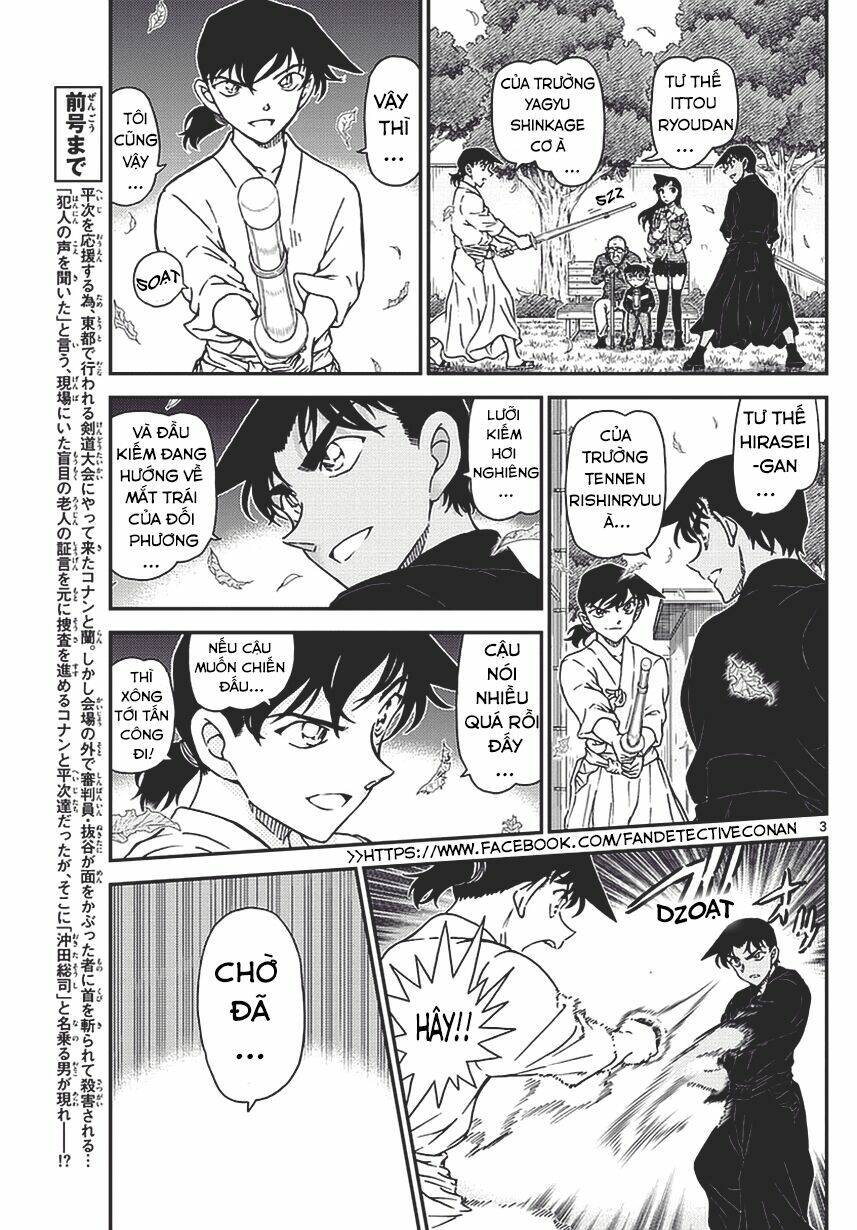 TƯ THẾ
ITTOU
RYOUDAN
...
CỦA TRƯỜNG
YAGYU
SHINKAGE
CƠ À
...
SZZ
VẬY
THÌ
...
TÔI
CŨNG
VẬY ...
SOẠT
TƯ THẾ
HIRASEI
-GAN
...
CỦA
TRƯỜNG
TENNEN
RISHINRYUU
À...
LƯỠI
KIẾM
HƠI
NGHIÊNG
...
VÀ ĐẦU
KIẾM ĐANG
HƯỚNG VỀ
MẮT TRÁI
CỦA ĐỐI
PHƯƠNG
...
CẬU
NÓI
NHIỀU
QUÁ RỒI
ĐẤY
...
NẾU CẬU
MUỐN CHIẾN
ĐẤU...
THÌ
XÔNG
TỚI TẤN
CÔNG
ĐI!
3
>>HTTPS://WWW.FACEBOOK.COM/FANDETECTIVECONAN
DZOẠT
HÂY!!
CHỜ
ĐÃ
...
前号まで
平次を応援する為、東都で行われる剣道大会にやって来たコナンと蘭。しかし会場の外で審判員・抜谷が面をかぶった者に首を斬られて殺害される…
「犯人の声を聞いた」と言う、現場にいた盲目の老人の証言を元に捜査を進めるコナンと平次達だったが、そこに「沖田総司」と名乗る男が現れ――!?